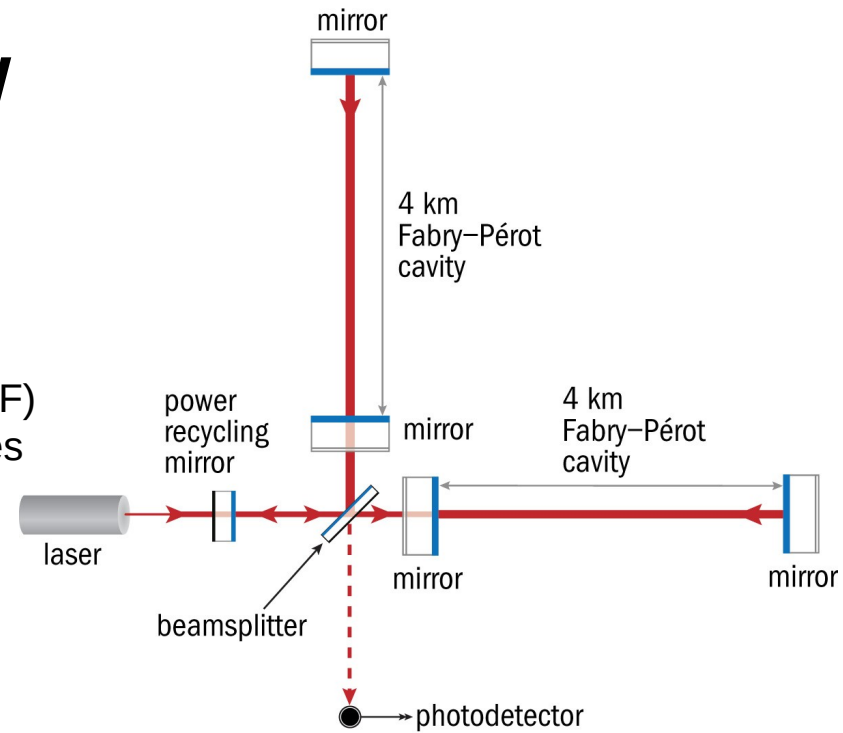 mirror
4 km
Fabry–Pérot
cavity
F)
power
recycling
mirror
mirror
4 km
Fabry–Pérot
cavity
laser
mirror
mirror
beamsplitter
photodetector